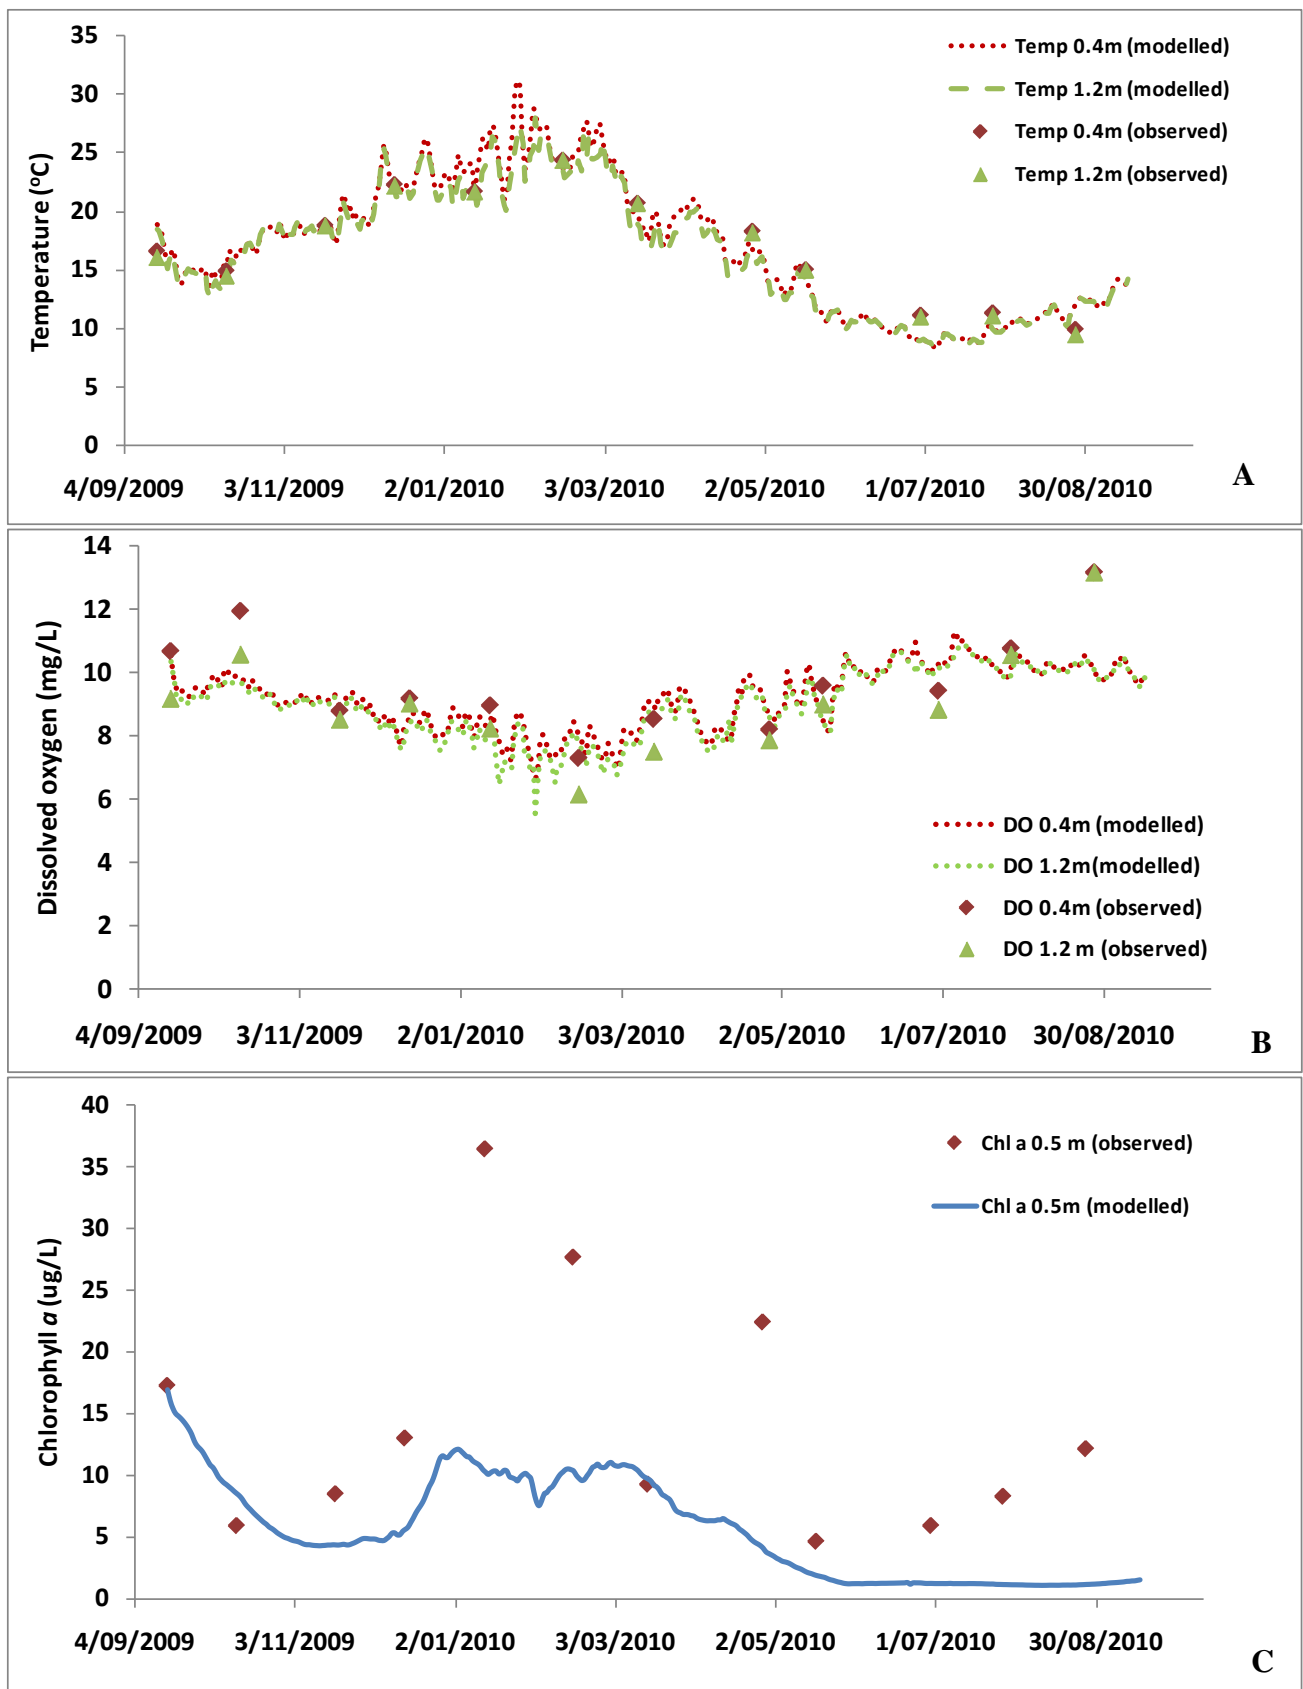 35
30
25
20
15
10
5
0
Temperature (°C)
Temp 0.4m (modelled)
Temp 1.2m (modelled)
Temp 0.4m (observed)
Temp 1.2m (observed)
4/09/2009 3/11/2009 2/01/2010 3/03/2010 2/05/2010 1/07/2010 30/08/2010
A
14
12
10
8
6
4
2
0
Dissolved oxygen (mg/L)
DO 0.4m (modelled)
DO 1.2m(modelled)
DO 0.4m (observed)
DO 1.2 m (observed)
4/09/2009 3/11/2009 2/01/2010 3/03/2010 2/05/2010 1/07/2010 30/08/2010
B
40
35
30
25
20
15
10
5
0
Chlorophyll a (ug/L)
Chl a 0.5 m (observed)
Chl a 0.5m (modelled)
4/09/2009 3/11/2009 2/01/2010 3/03/2010 2/05/2010 1/07/2010 30/08/2010
C